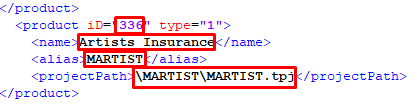 </product>
<product iD="336" type="1">
<name>Artists Insurance</name>
<alias>MARTIST</alias>
<projectPath>\MARTIST\MARTIST.tpj</projectPath>
</product>